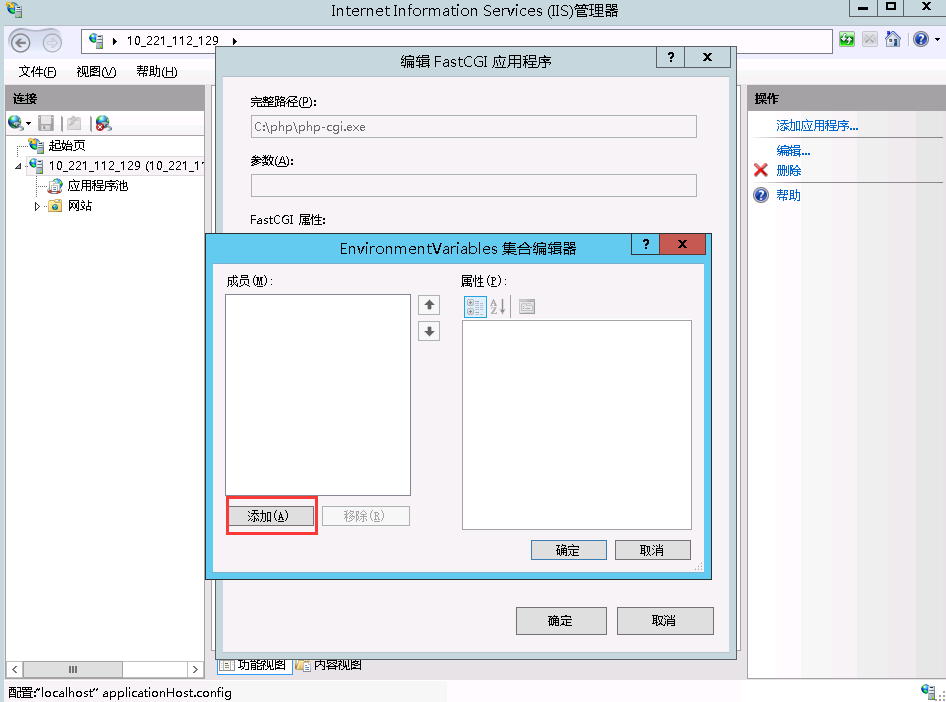 Internet Information Services (IIS)管理器
10_221_112_129
文件(F) 视图(V) 帮助(H)
连接
起始页
10_221_112_129 (10_221_11
应用程序池
网站
编辑 FastCGI 应用程序
完整路径(P):
C:\php\php-cgi.exe
参数(A):
FastCGI 属性:
EnvironmentVariables 集合编辑器
成员(M):
属性(P):
添加(A) 移除(R)
确定 取消
确定 取消
功能视图 内容视图
操作
添加应用程序...
编辑...
删除
帮助
配置:"localhost" applicationHost.config